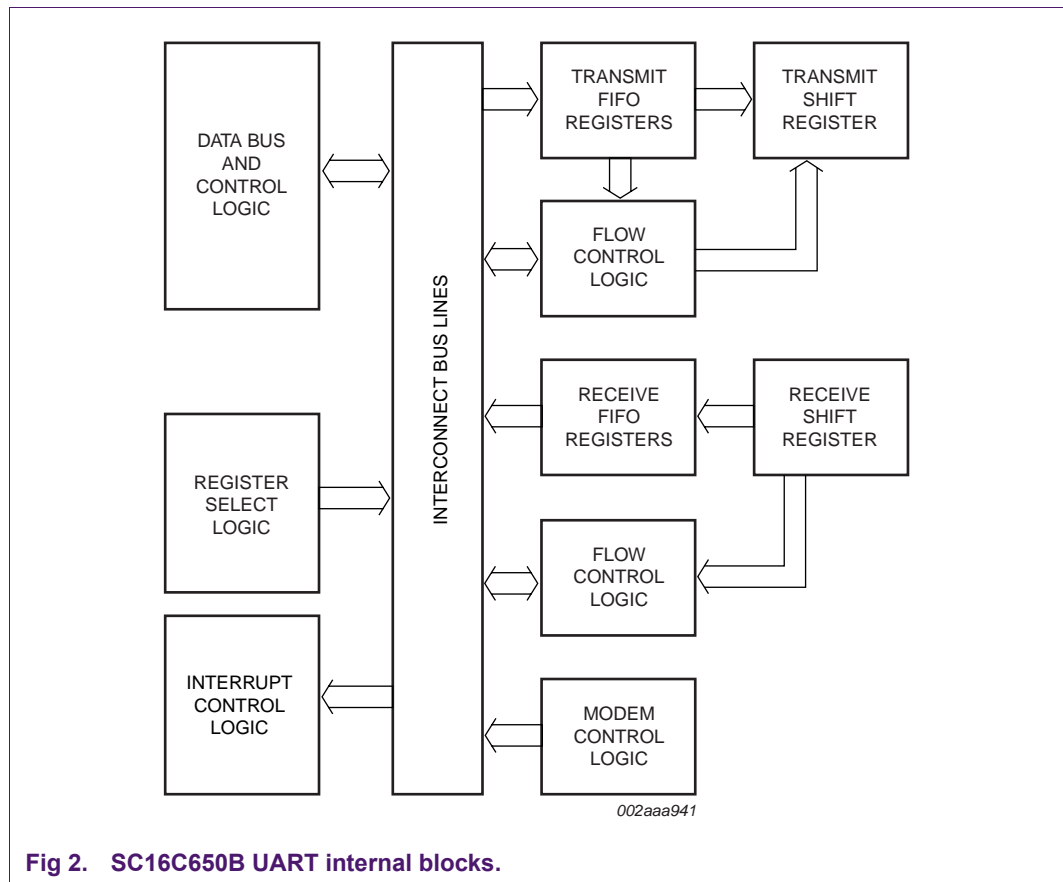 DATA BUS
AND
CONTROL
LOGIC
REGISTER
SELECT
LOGIC
INTERRUPT
CONTROL
LOGIC
INTERCONNECT BUS LINES
TRANSMIT
FIFO
REGISTERS
TRANSMIT
SHIFT
REGISTER
FLOW
CONTROL
LOGIC
RECEIVE
FIFO
REGISTERS
RECEIVE
SHIFT
REGISTER
FLOW
CONTROL
LOGIC
MODEM
CONTROL
LOGIC
002aaa941
Fig 2. SC16C650B UART internal blocks.